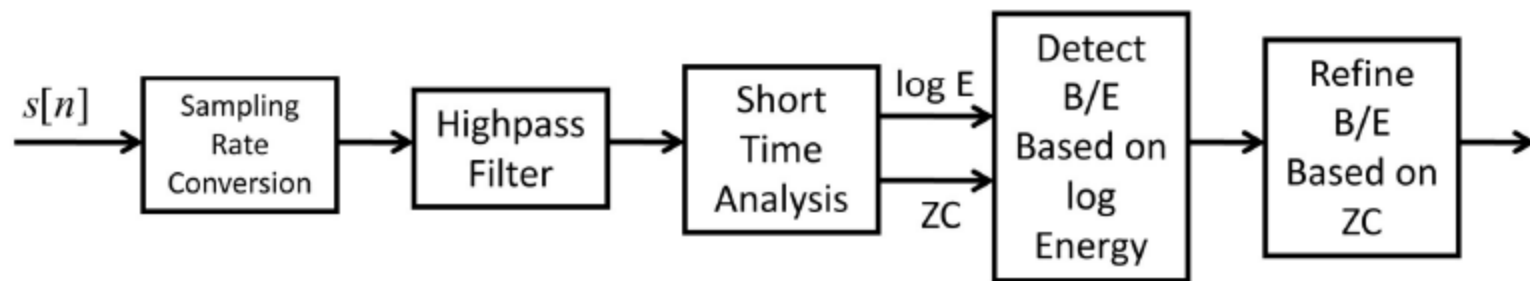 s[n]
Sampling
Rate
Conversion
Highpass
Filter
Short
Time
Analysis
log E
ZC
Detect
B/E
Based on
log
Energy
Refine
B/E
Based on
ZC